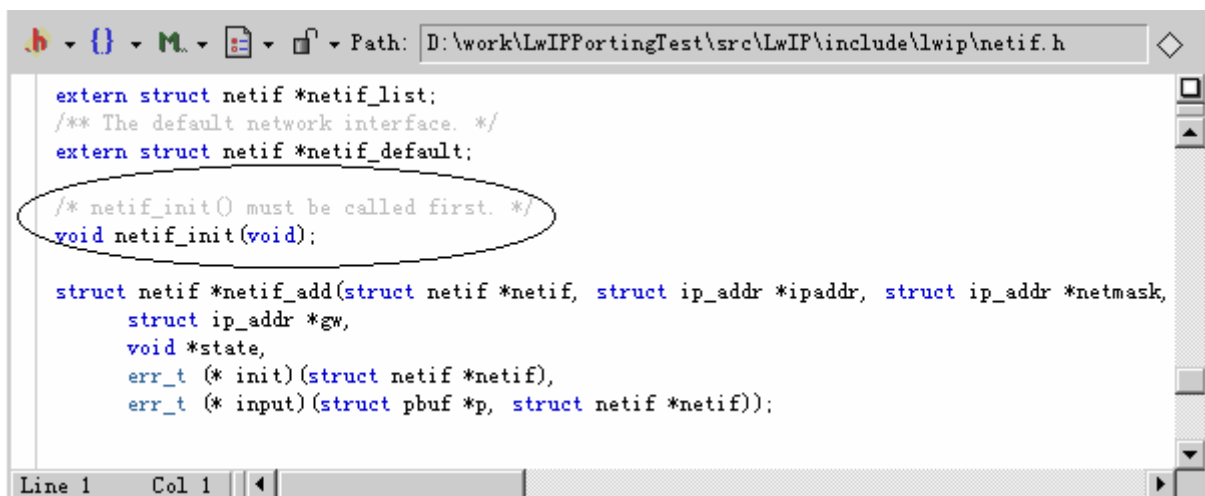 .h {} M.. Path: D:\work\LwIPPortingTest\src\LwIP\include\lwip\netif.h
extern struct netif *netif_list;
/** The default network interface. */
extern struct netif *netif_default;
/* netif_init() must be called first. */
void netif_init(void);
struct netif *netif_add(struct netif *netif, struct ip_addr *ipaddr, struct ip_addr *netmask,
struct ip_addr *gw,
void *state,
err_t (* init)(struct netif *netif),
err_t (* input)(struct pbuf *p, struct netif *netif));
Line 1 Col 1